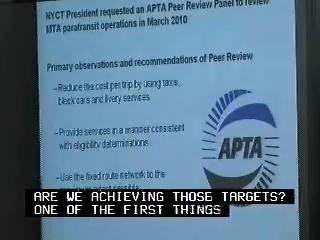 NYCT President requested an APTA Peer Review Panel to review
MTA paratransit operations in March 2010
Primary observations and recommendations of Peer Review
–Reduce the cost per trip by using taxis,
black cars and livery services
–Provide services in a manner consistent
with eligibility determinations
APTA
–Use the fixed route network to the
ARE WE ACHIEVING THOSE TARGETS?
ONE OF THE FIRST THINGS